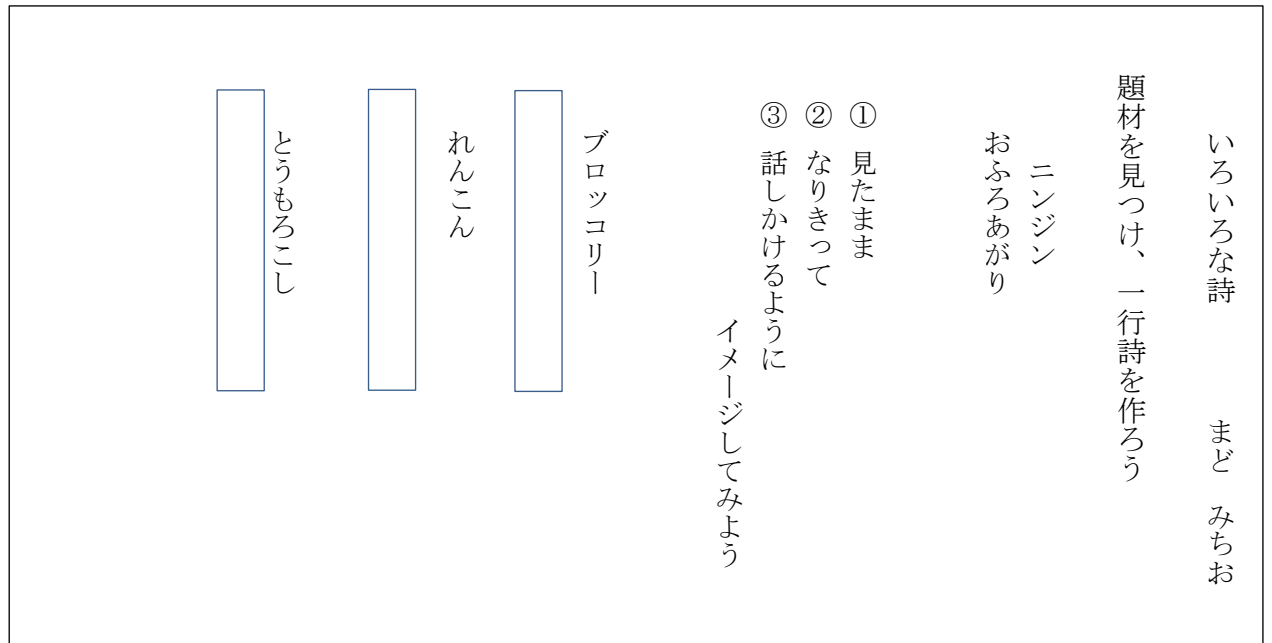 いろいろな詩　　　まど　みちお
題材を見つけ、一行詩を作ろう
ニンジン
おふろあがり
①　見たまま
②　なりきって
③　話しかけるように
イメージしてみよう
ブロッコリー
れんこん
とうもろこし